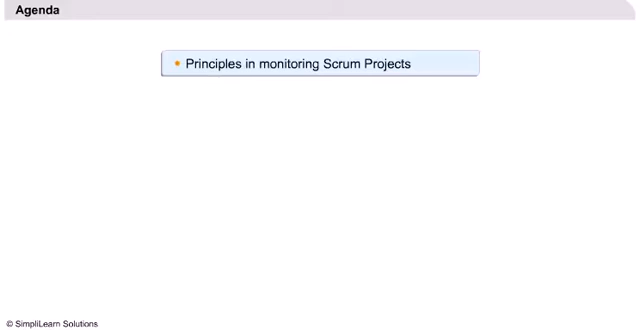 Agenda
• Principles in monitoring Scrum Projects
© SimpliLearn Solutions